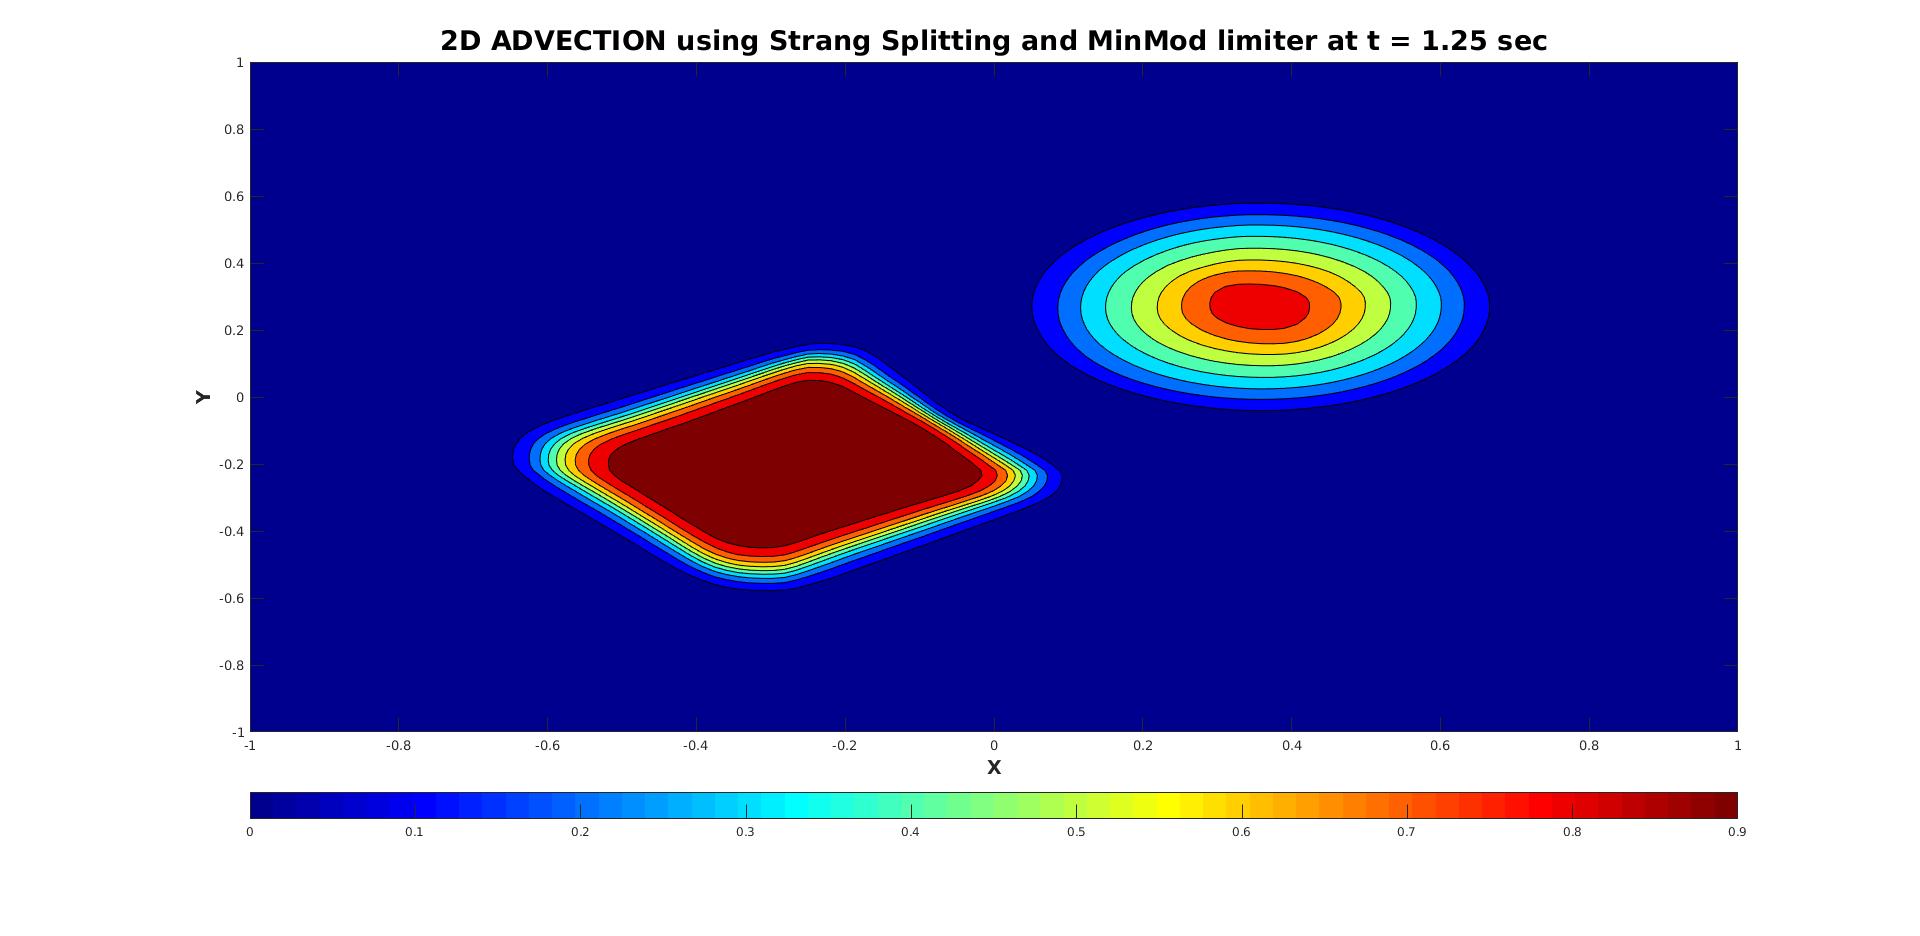 2D ADVECTION using Strang Splitting and MinMod limiter at t = 1.25 sec
1
0.8
0.6
0.4
0.2
0
-0.2
-0.4
-0.6
-0.8
-1
Y
-1 -0.8 -0.6 -0.4 -0.2 0 0.2 0.4 0.6 0.8 1
X
0 0.1 0.2 0.3 0.4 0.5 0.6 0.7 0.8 0.9